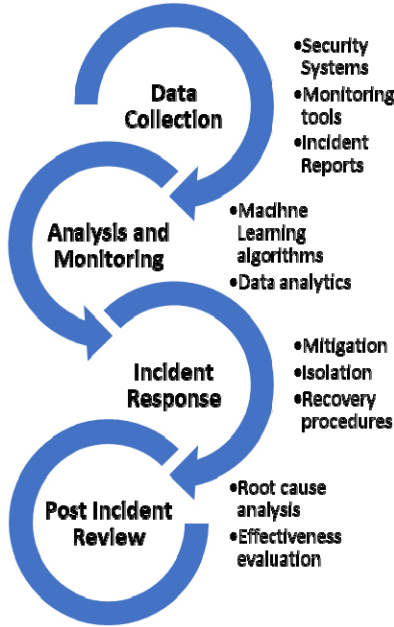 Data
Collection
•Security
Systems
•Monitoring
tools
•Incident
Reports
Analysis and
Monitoring
•Macihne
Learning
algorithms
•Data analytics
Incident
Response
•Mitigation
•Isolation
•Recovery
procedures
Post Incident
Review
•Root cause
analysis
•Effectiveness
evaluation